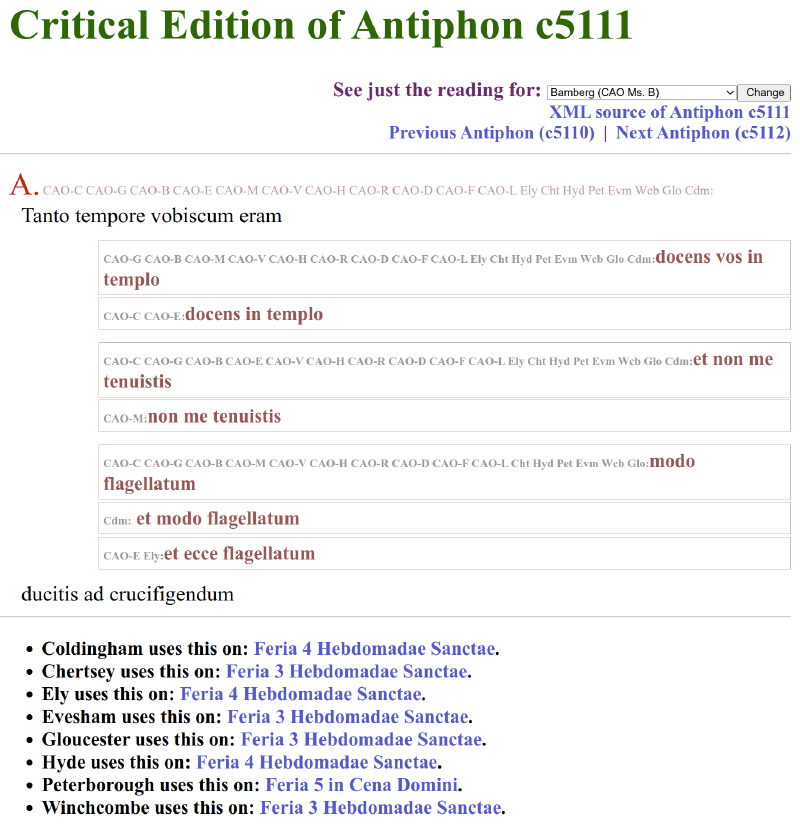 Critical Edition of Antiphon c5111
See just the reading for: Bamberg (CAO Ms. B) Change
XML source of Antiphon c5111
Previous Antiphon (c5110) | Next Antiphon (c5112)
A. CAO-C CAO-G CAO-B CAO-E CAO-M CAO-V CAO-H CAO-R CAO-D CAO-F CAO-L Ely Cht Hyd Pet Evm Wcb Glo Cdm:
Tanto tempore vobiscum eram
CAO-G CAO-B CAO-M CAO-V CAO-H CAO-R CAO-D CAO-F CAO-L Ely Cht Hyd Pet Evm Wcb Glo Cdm:docens vos in
templo
CAO-C CAO-E:docens in templo
CAO-C CAO-G CAO-B CAO-E CAO-V CAO-H CAO-R CAO-D CAO-F CAO-L Ely Cht Hyd Pet Evm Wcb Glo Cdm:et non me
tenuistis
CAO-M:non me tenuistis
CAO-C CAO-G CAO-B CAO-M CAO-V CAO-H CAO-R CAO-D CAO-F CAO-L Cht Hyd Pet Evm Wcb Glo:modo
flagellatum
Cdm: et modo flagellatum
CAO-E Ely:et ecce flagellatum
ducitis ad crucifigendum
• Coldingham uses this on: Feria 4 Hebdomadae Sanctae.
• Chertsey uses this on: Feria 3 Hebdomadae Sanctae.
• Ely uses this on: Feria 4 Hebdomadae Sanctae.
• Evesham uses this on: Feria 3 Hebdomadae Sanctae.
• Gloucester uses this on: Feria 3 Hebdomadae Sanctae.
• Hyde uses this on: Feria 4 Hebdomadae Sanctae.
• Peterborough uses this on: Feria 5 in Cena Domini.
• Winchcombe uses this on: Feria 3 Hebdomadae Sanctae.